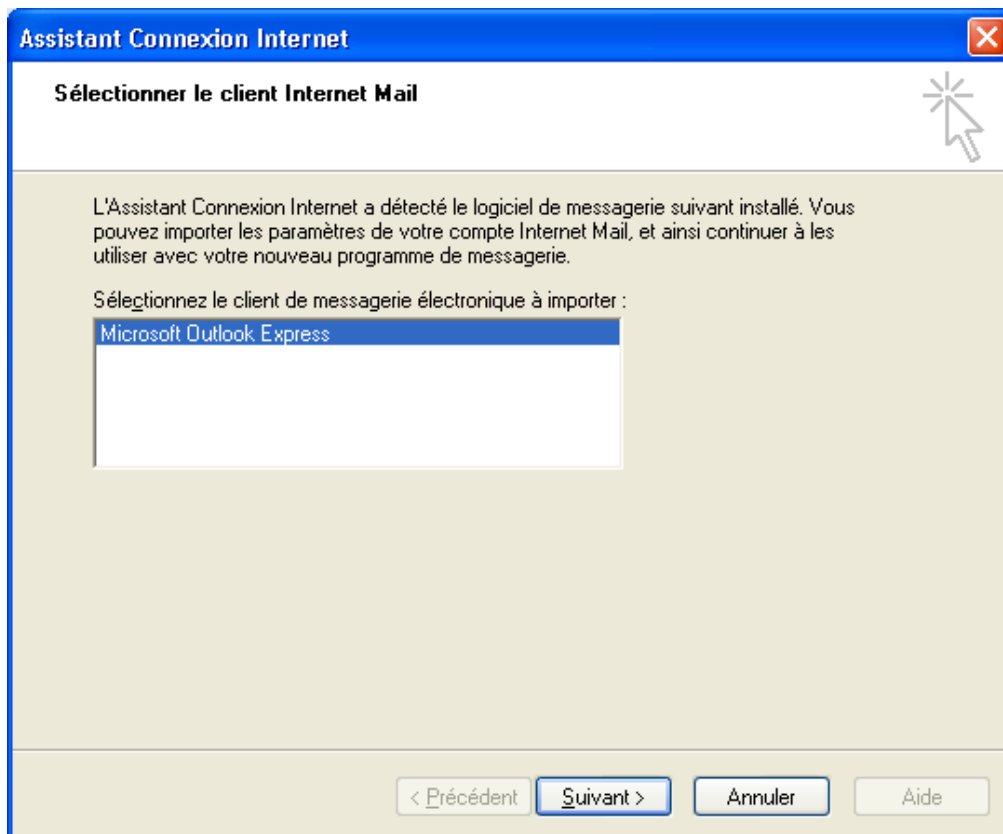 Assistant Connexion Internet
Sélectionner le client Internet Mail
L'Assistant Connexion Internet a détecté le logiciel de messagerie suivant installé. Vous
pouvez importer les paramètres de votre compte Internet Mail, et ainsi continuer à les
utiliser avec votre nouveau programme de messagerie.
Sélectionnez le client de messagerie électronique à importer :
Microsoft Outlook Express
< Précédent Suivant > Annuler Aide